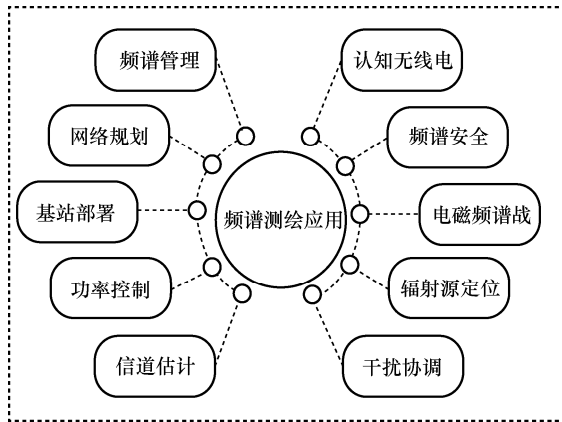 频谱管理
认知无线电
网络规划
频谱安全
基站部署
频谱测绘应用
电磁频谱战
功率控制
辐射源定位
信道估计
干扰协调